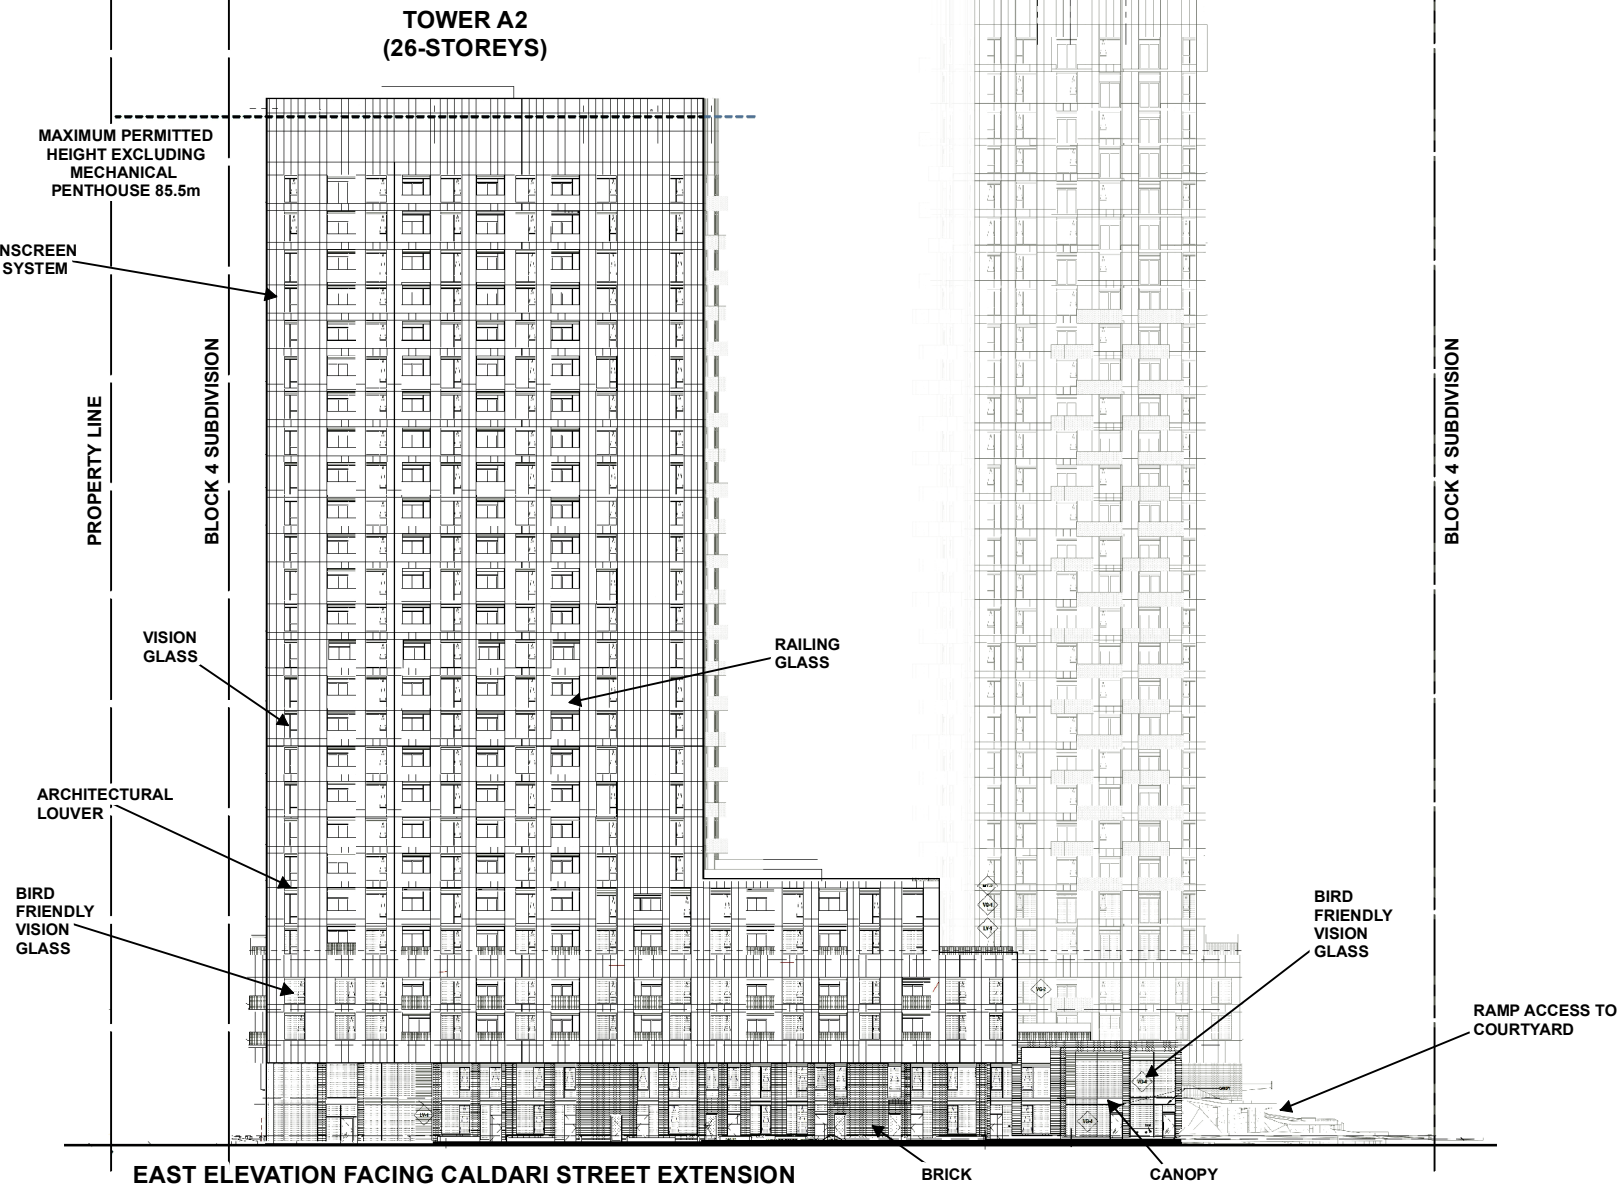 TOWER A2
(26-STOREYS)
MAXIMUM PERMITTED
HEIGHT EXCLUDING
MECHANICAL
PENTHOUSE 85.5m
NSCREEN
SYSTEM
PROPERTY LINE
BLOCK 4 SUBDIVISION
BLOCK 4 SUBDIVISION
VISION
GLASS
RAILING
GLASS
ARCHITECTURAL
LOUVER
BIRD
FRIENDLY
VISION
GLASS
BIRD
FRIENDLY
VISION
GLASS
RAMP ACCESS TO
COURTYARD
EAST ELEVATION FACING CALDARI STREET EXTENSION
BRICK
CANOPY